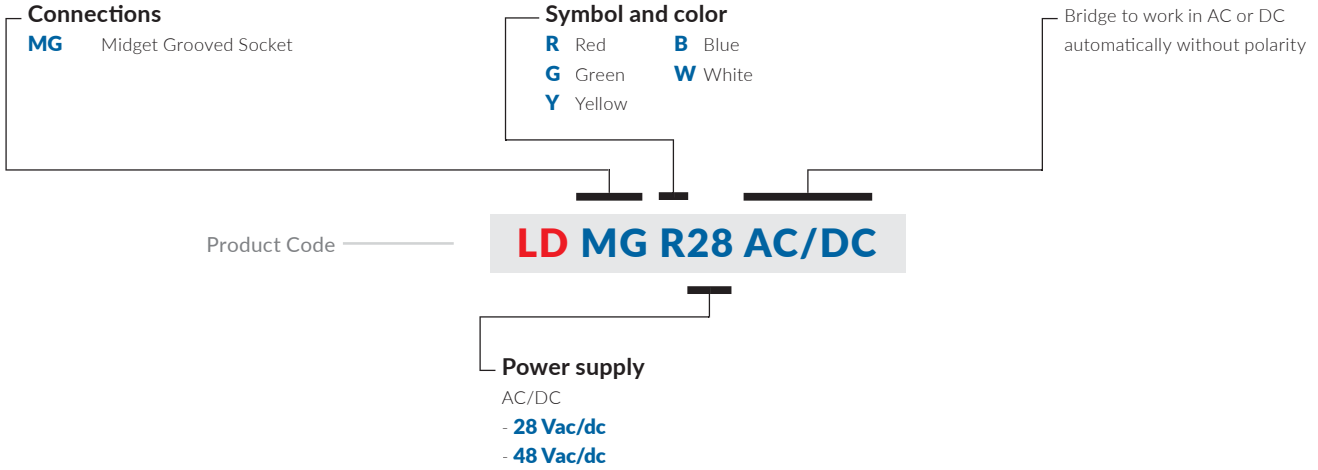 Connections
MG Midget Grooved Socket
Symbol and color
R Red B Blue
G Green W White
Y Yellow
Bridge to work in AC or DC
automatically without polarity
Product Code
LD MG R28 AC/DC
Power supply
AC/DC
- 28 Vac/dc
- 48 Vac/dc